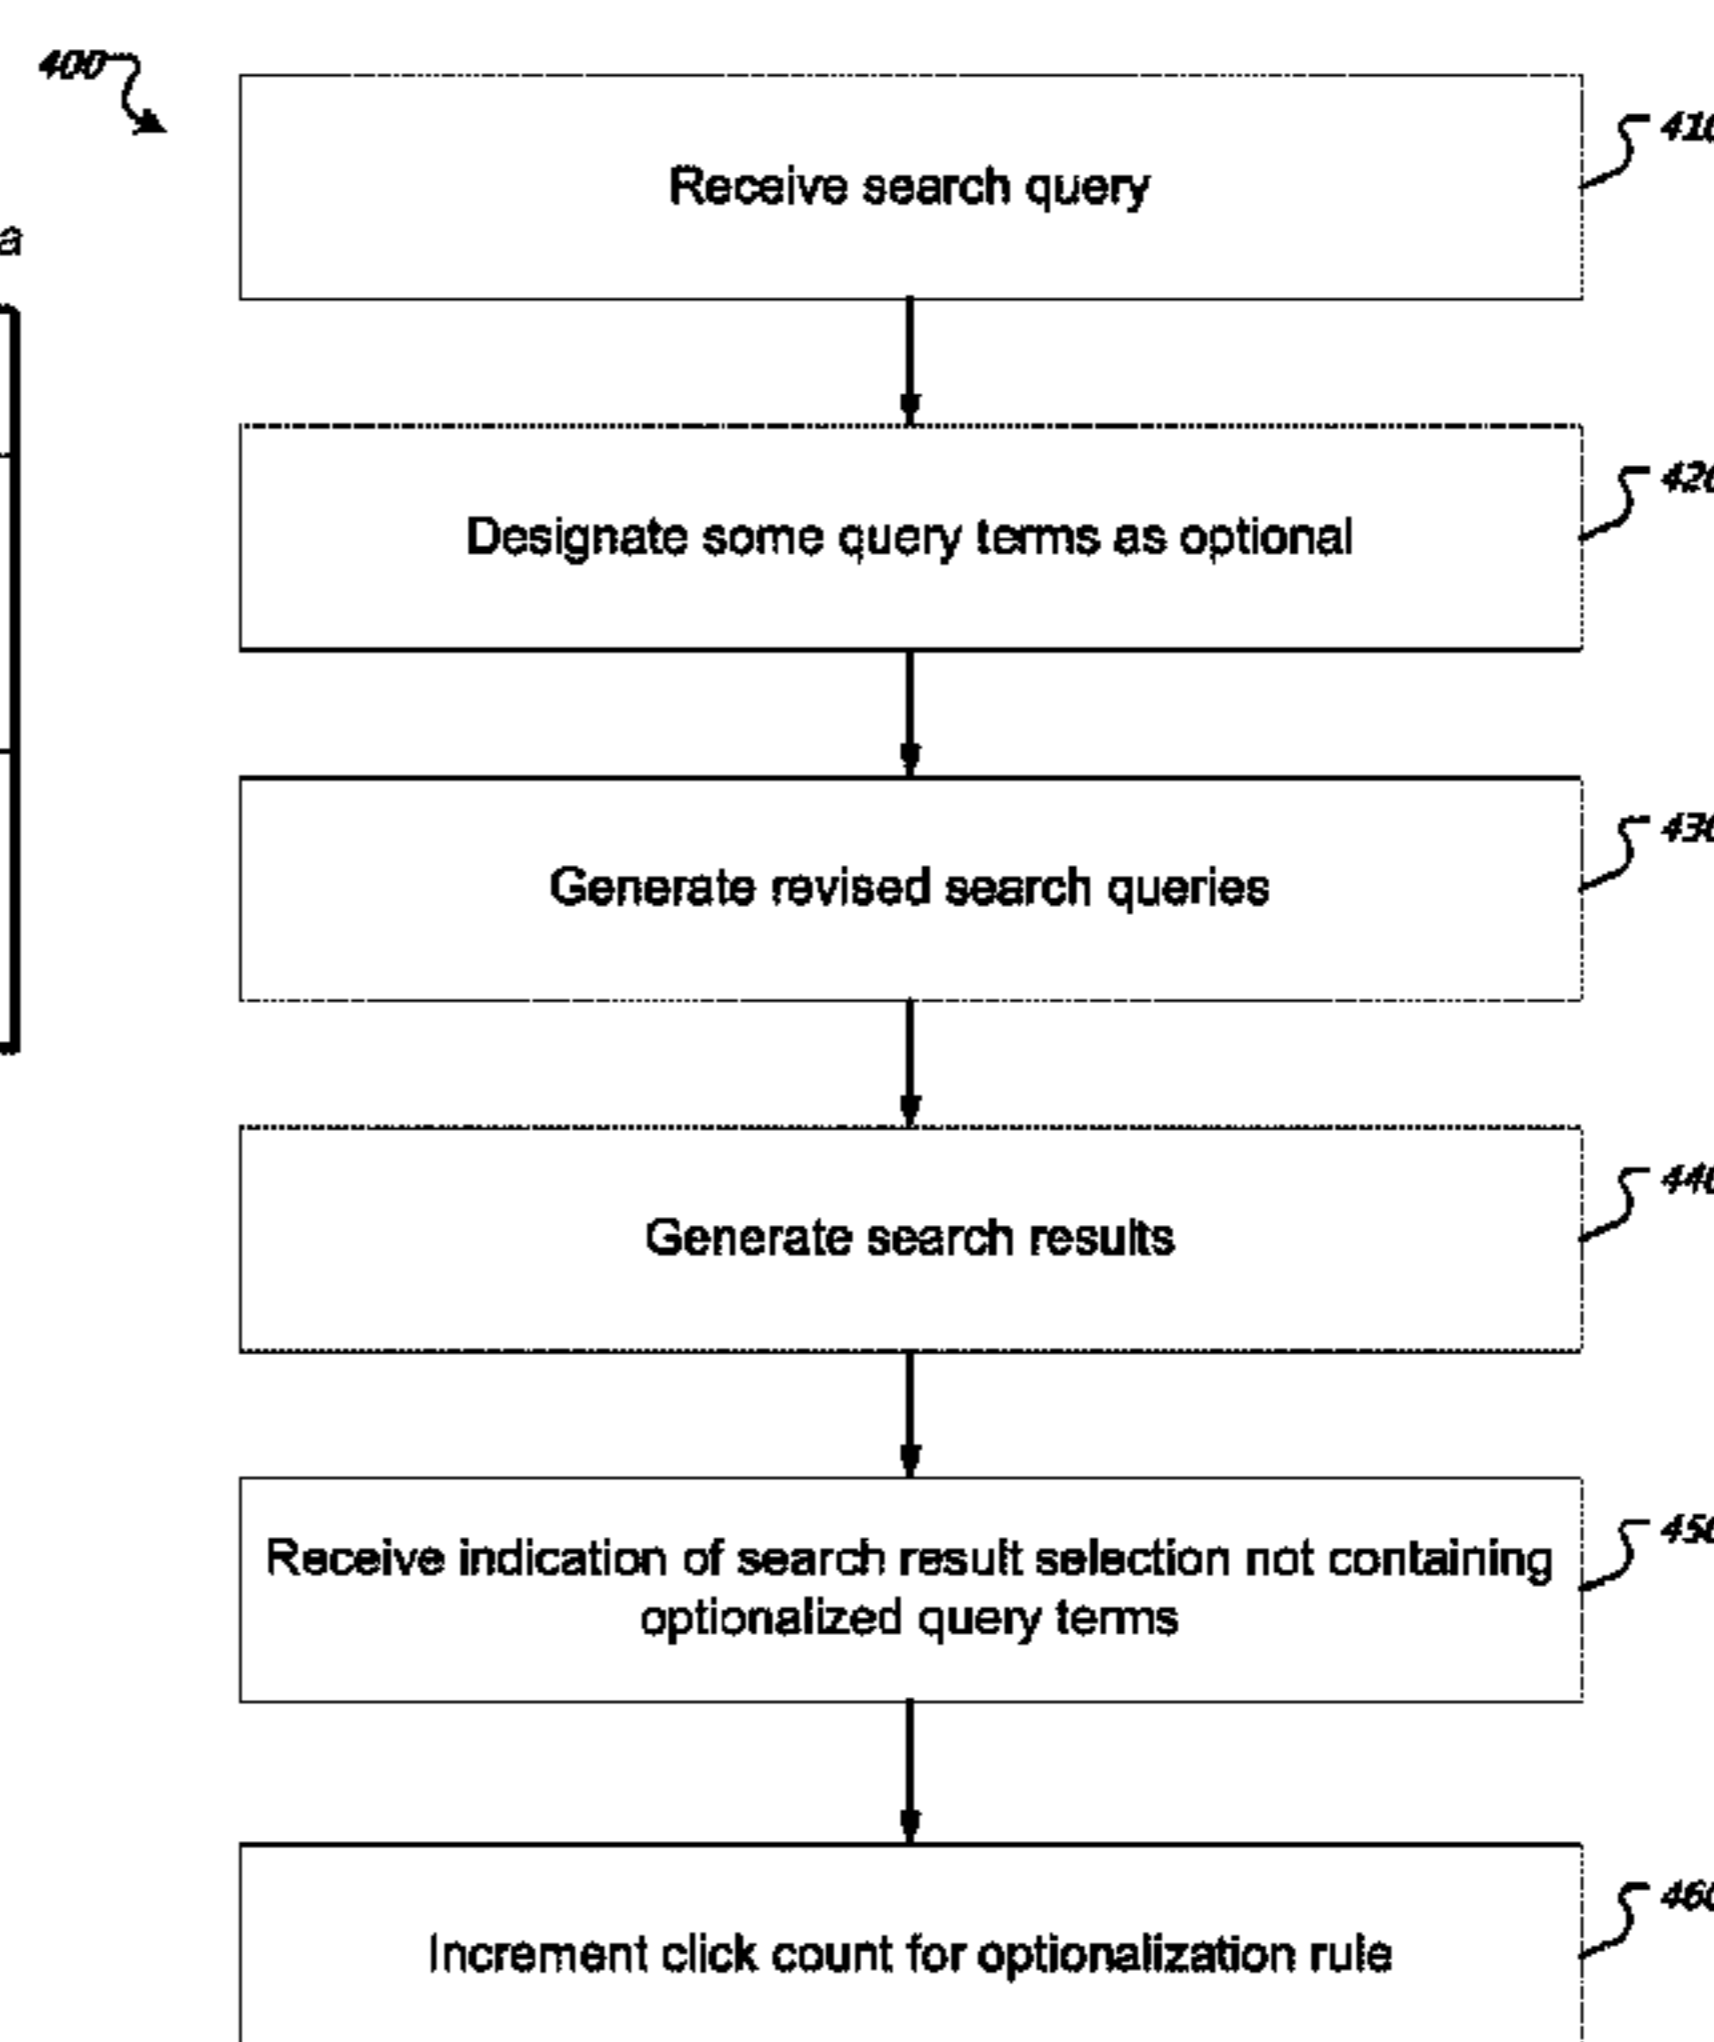 400
Receive search query
Designate some query terms as optional
Generate revised search queries
Generate search results
Receive indication of search result selection not containing
optionalized query terms
Increment click count for optionalization rule